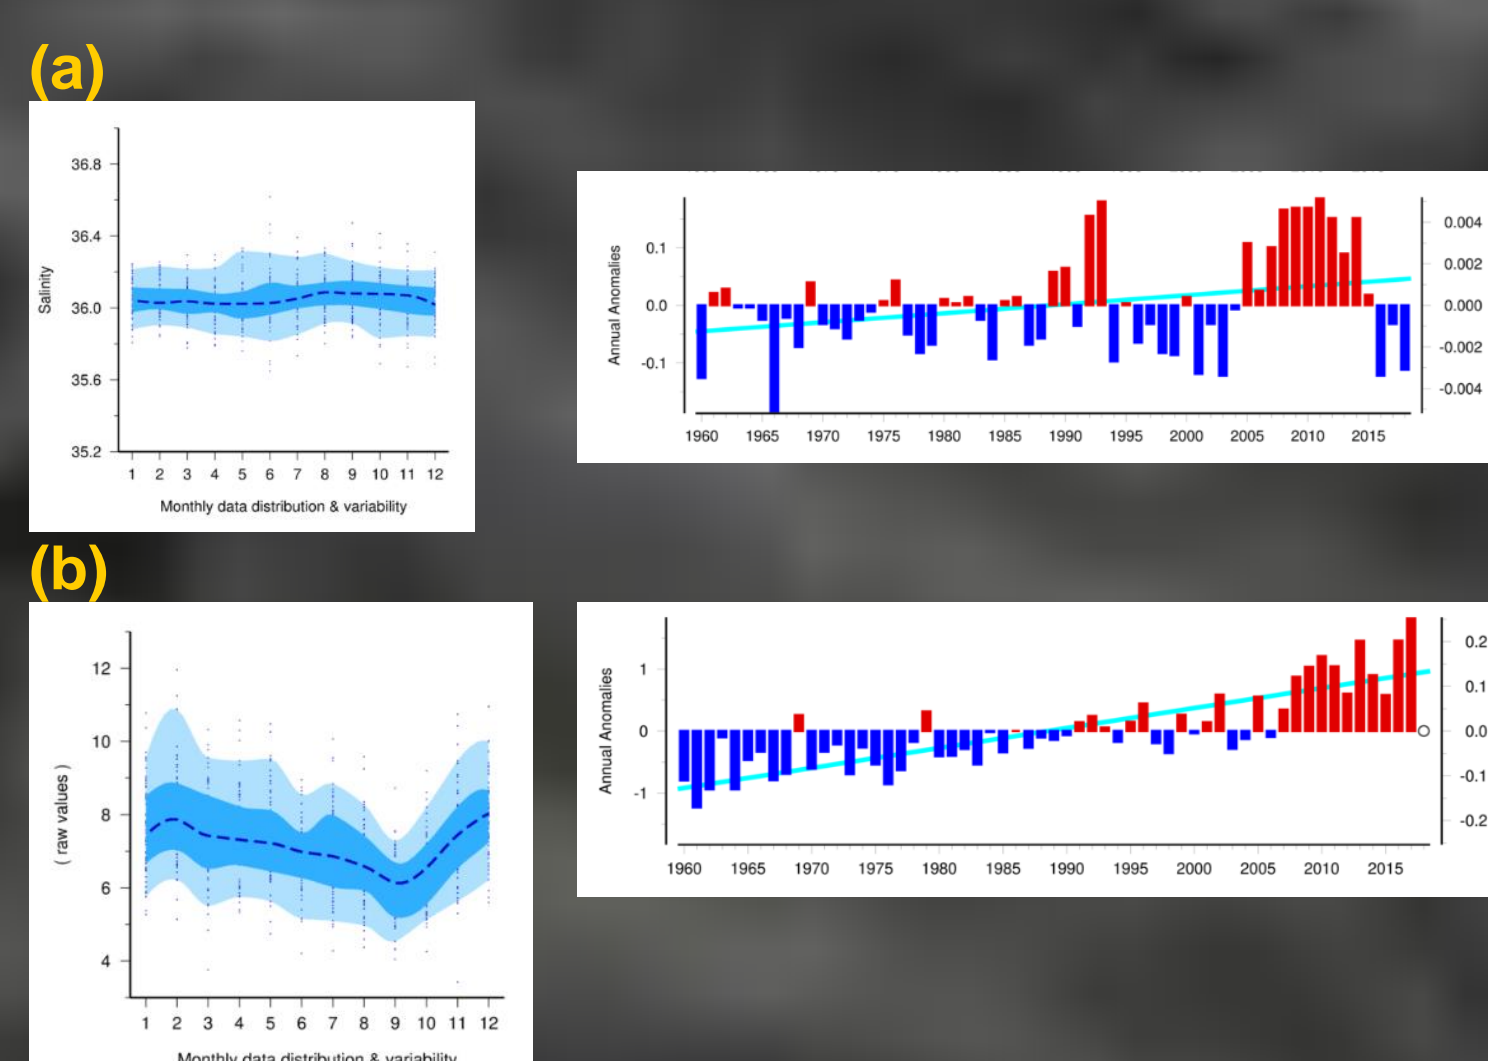 (a)
36.8
36.4
36.0
35.6
35.2
Salinity
1 2 3 4 5 6 7 8 9 10 11 12
Monthly data distribution & variability
Annual Anomalies
0.1
0.0
-0.1
0.004
0.002
0.000
-0.002
-0.004
1960 1965 1970 1975 1980 1985 1990 1995 2000 2005 2010 2015
(b)
12
10
8
6
4
( raw values )
1 2 3 4 5 6 7 8 9 10 11 12
Monthly data distribution & variability
Annual Anomalies
1
0
-1
0.2
0.1
0.0
-0.1
-0.2
1960 1965 1970 1975 1980 1985 1990 1995 2000 2005 2010 2015